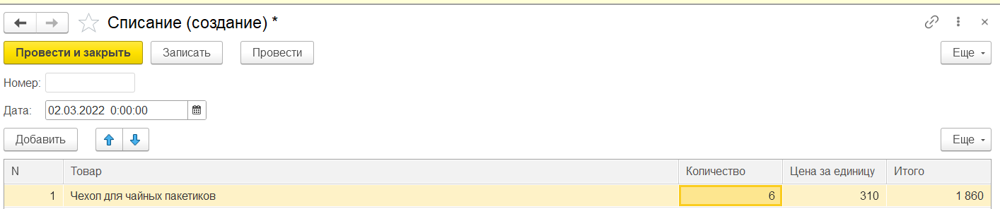 Списание (создание) *
Провести и закрыть Записать Провести Еще
Номер:
Дата: 02.03.2022 0:00:00
Добавить Еще
N Товар Количество Цена за единицу Итого
1 Чехол для чайных пакетиков 6 310 1 860